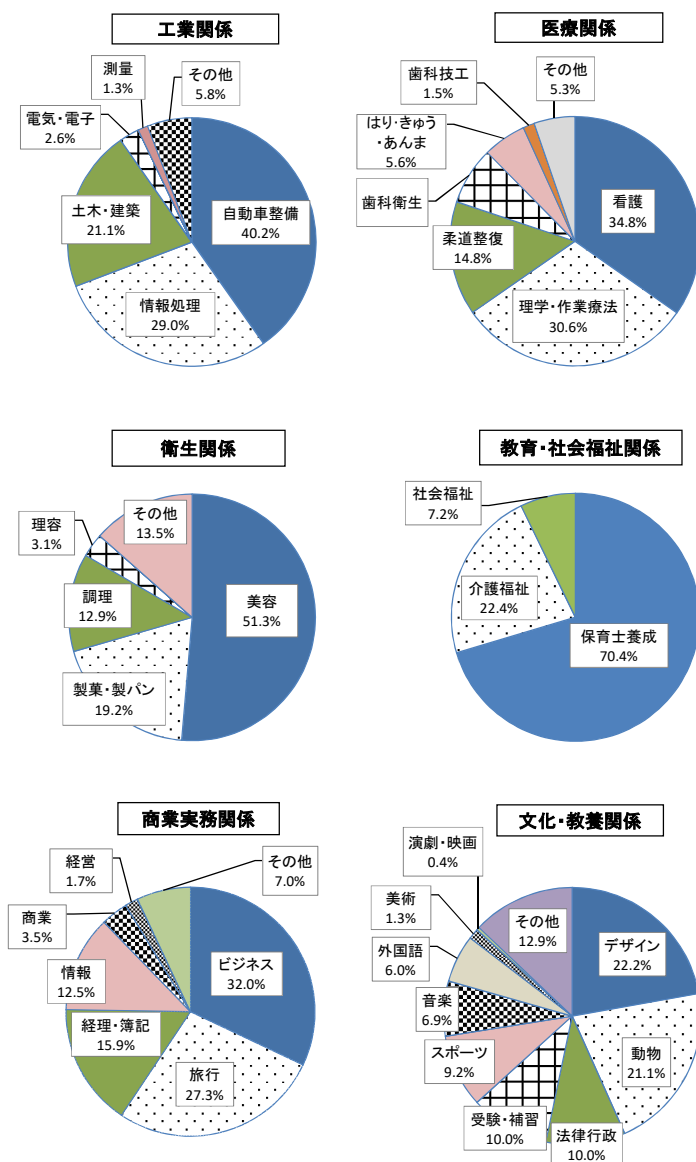 工業関係
測量
1.3%
その他
5.8%
電気・電子
2.6%
土木・建築
21.1%
自動車整備
40.2%
情報処理
29.0%
医療関係
歯科技工
1.5%
その他
5.3%
はり・きゅう
・あんま
5.6%
歯科衛生
看護
34.8%
柔道整復
14.8%
理学・作業療法
30.6%
衛生関係
理容
3.1%
その他
13.5%
調理
12.9%
美容
51.3%
製菓・製パン
19.2%
教育・社会福祉関係
社会福祉
7.2%
介護福祉
22.4%
保育士養成
70.4%
商業実務関係
経営
1.7%
その他
7.0%
商業
3.5%
情報
12.5%
ビジネス
32.0%
経理・簿記
15.9%
旅行
27.3%
文化・教養関係
演劇・映画
0.4%
美術
1.3%
その他
12.9%
デザイン
22.2%
外国語
6.0%
音楽
6.9%
スポーツ
9.2%
動物
21.1%
受験・補習
10.0%
法律行政
10.0%